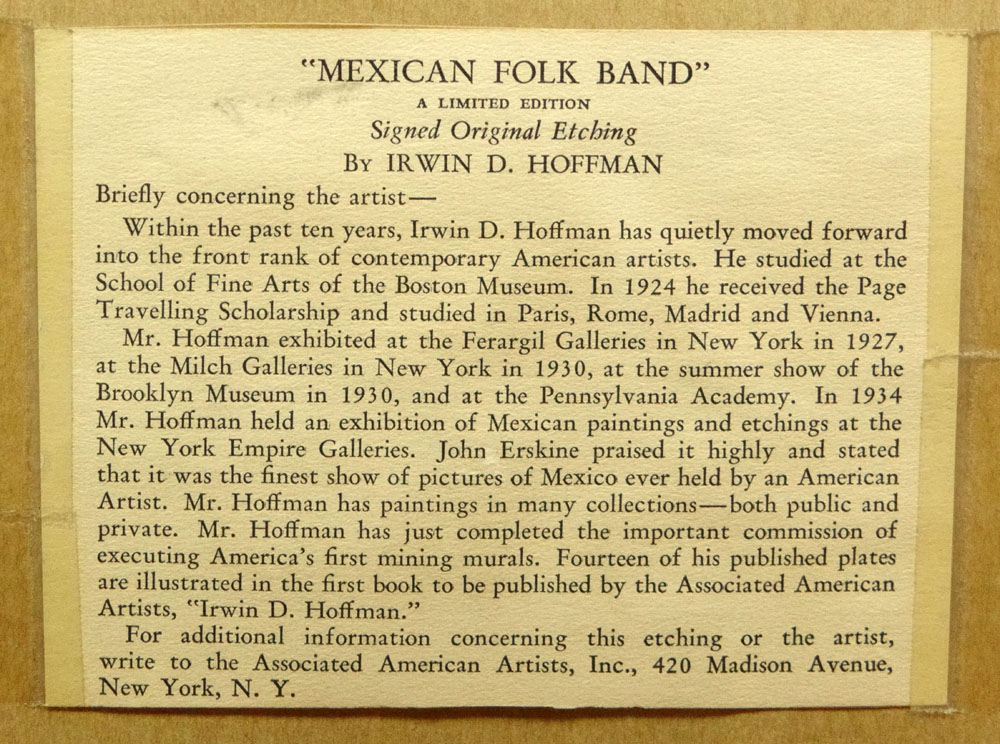 "MEXICAN FOLK BAND"
A LIMITED EDITION
Signed Original Etching
By IRWIN D. HOFFMAN
Briefly concerning the artist—
Within the past ten years, Irwin D. Hoffman has quietly moved forward
into the front rank of contemporary American artists. He studied at the
School of Fine Arts of the Boston Museum. In 1924 he received the Page
Travelling Scholarship and studied in Paris, Rome, Madrid and Vienna.
Mr. Hoffman exhibited at the Ferargil Galleries in New York in 1927,
at the Milch Galleries in New York in 1930, at the summer show of the
Brooklyn Museum in 1930, and at the Pennsylvania Academy. In 1934
Mr. Hoffman held an exhibition of Mexican paintings and etchings at the
New York Empire Galleries. John Erskine praised it highly and stated
that it was the finest show of pictures of Mexico ever held by an American
Artist. Mr. Hoffman has paintings in many collections—both public and
private. Mr. Hoffman has just completed the important commission of
executing America's first mining murals. Fourteen of his published plates
are illustrated in the first book to be published by the Associated American
Artists, "Irwin D. Hoffman."
For additional information concerning this etching or the artist,
write to the Associated American Artists, Inc., 420 Madison Avenue,
New York, N. Y.